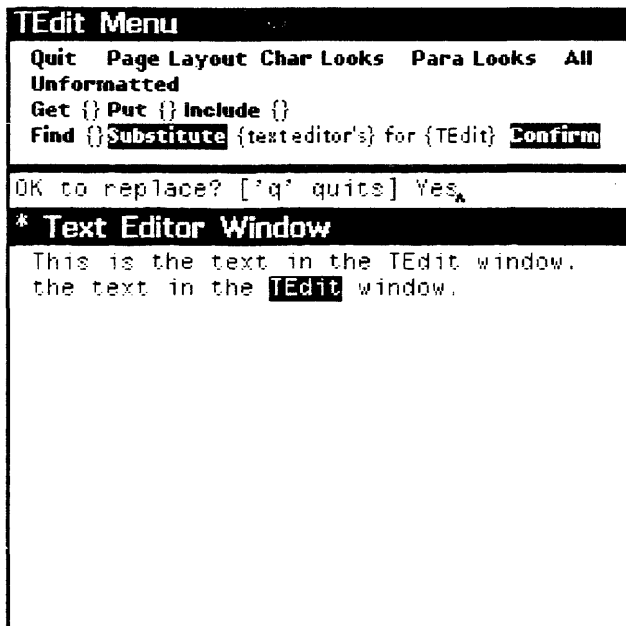 TEdit Menu
Quit Page Layout Char Looks Para Looks All
Unformatted
Get {} Put {} Include {}
Find {} Substitute {text editor's} for {TEdit} Confirm
OK to replace? ['q' quits] Yes
* Text Editor Window
This is the text in the TEdit window.
the text in the TEdit window.